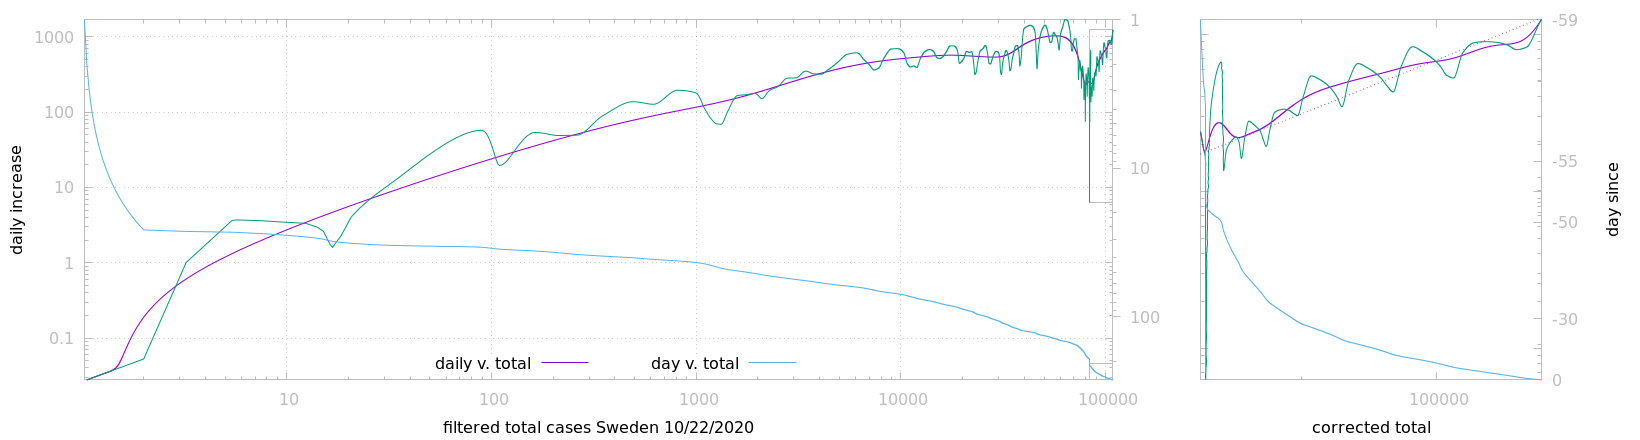 1000
100
10
1
0.1
daily increase
daily v. total
day v. total
10 100 1000 10000 100000
filtered total cases Sweden 10/22/2020
1
10
100
100000
corrected total
-59
-55
-50
-30
0
day since